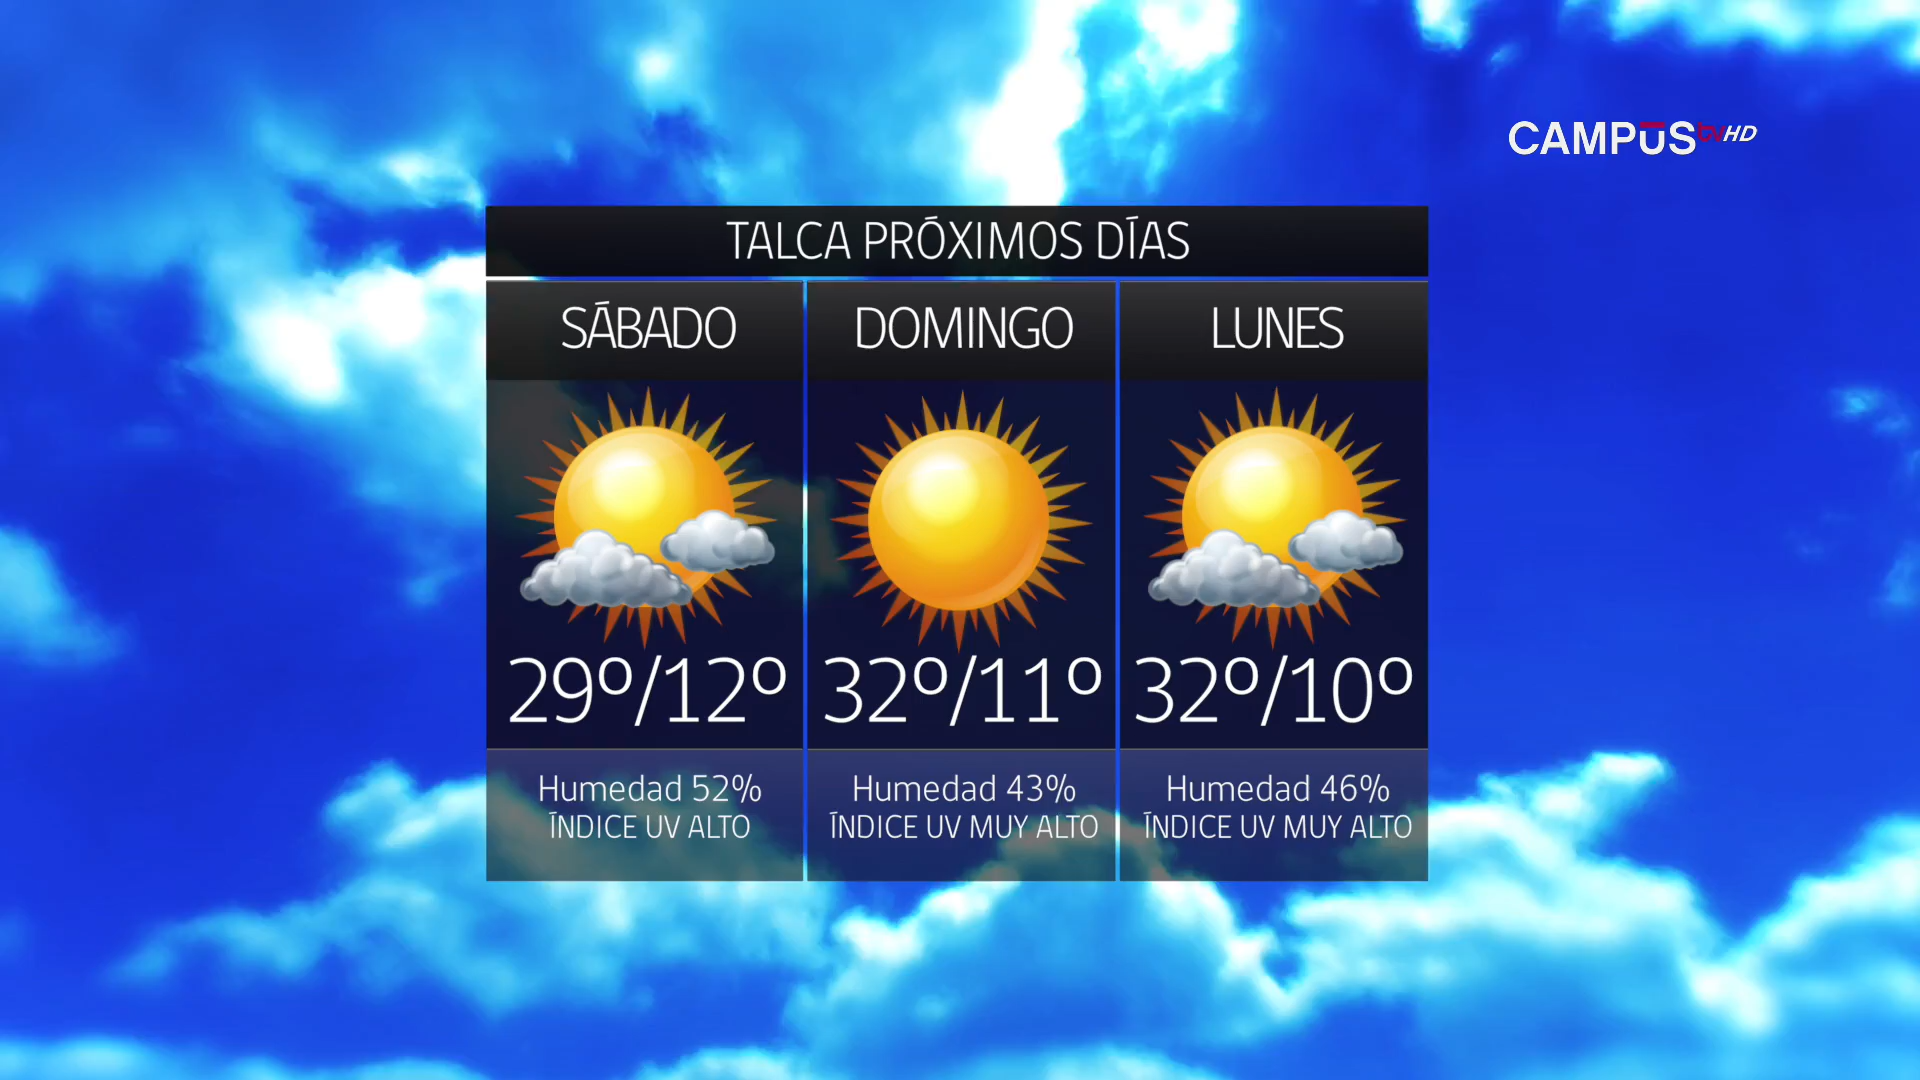 CAMPUS tv HD
TALCA PRÓXIMOS DÍAS
SÁBADO
DOMINGO
LUNES
29º/12º
32º/11º
32º/10º
Humedad 52%
ÍNDICE UV ALTO
Humedad 43%
ÍNDICE UV MUY ALTO
Humedad 46%
ÍNDICE UV MUY ALTO